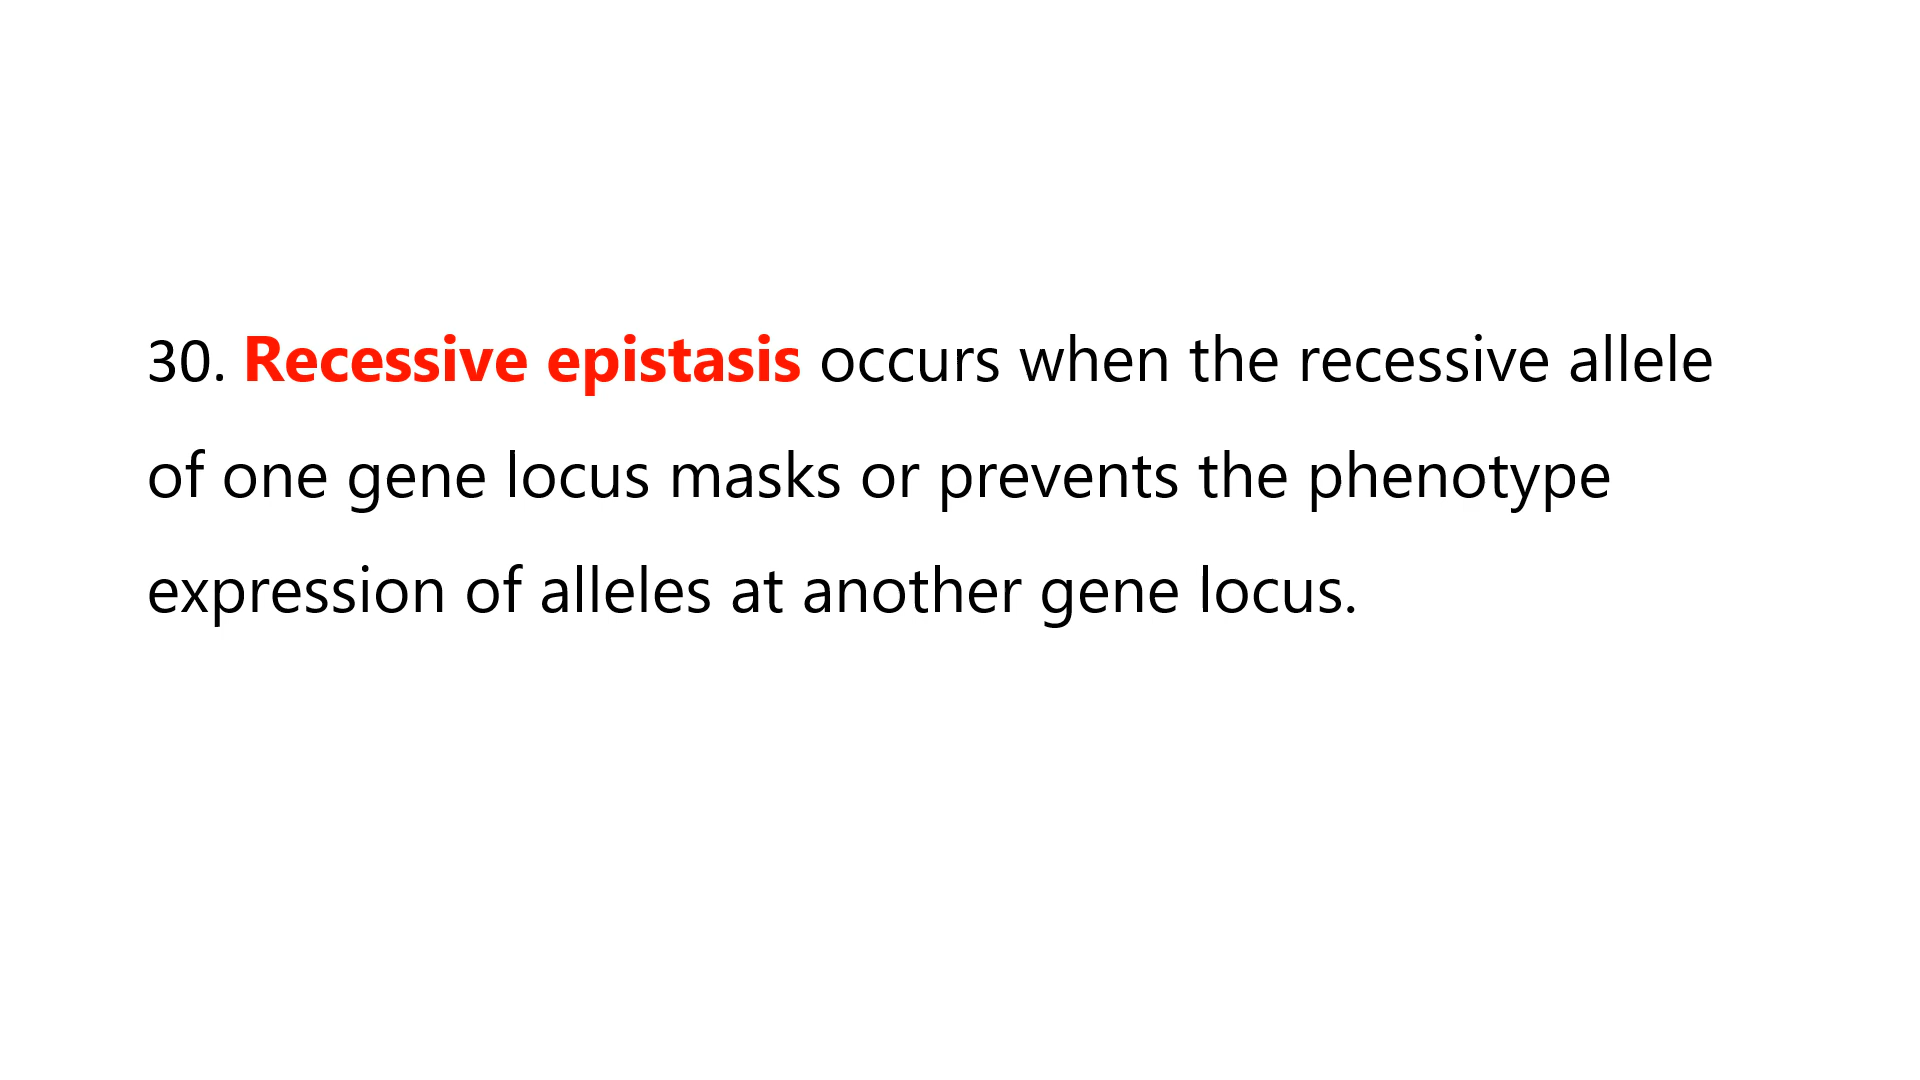 30. Recessive epistasis occurs when the recessive allele
of one gene locus masks or prevents the phenotype
expression of alleles at another gene locus.